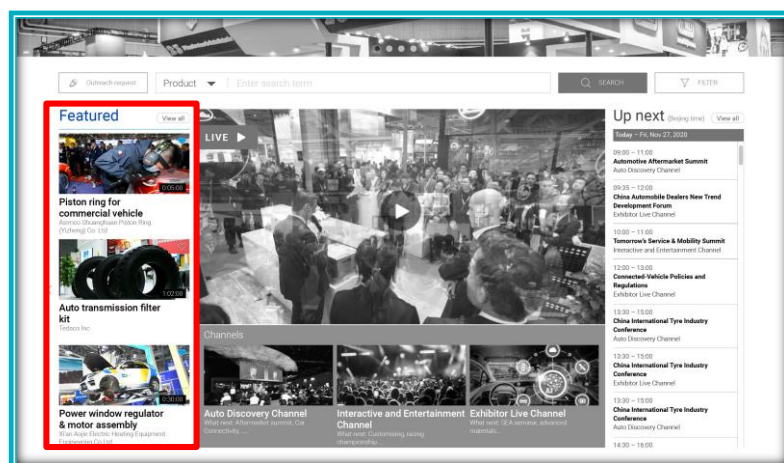 Outreach request
Product
Enter search term
SEARCH
FILTER
Featured
View all
0:05:00
Piston ring for
commercial vehicle
Asimco Shuanghuan Piston Ring
(Yizheng) Co. Ltd
1:02:00
Auto transmission filter
kit
Tedsco Inc
0:30:00
Power window regulator
& motor assembly
Xi'an Aojie Electric Heating Equipment
Engineering Co.Ltd
LIVE
Channels
Auto Discovery Channel
What next: Aftermarket summit, Car
Connectivity, ....
Interactive and Entertainment
Channel
What next: Customising, racing
championship...
Exhibitor Live Channel
What next: GEA seminar, advanced
materials...
Up next (Beijing time)
View all
Today – Fri, Nov 27, 2020
09:00 – 11:00
Automotive Aftermarket Summit
Auto Discovery Channel
09:35 – 12:00
China Automobile Dealers New Trend
Development Forum
Exhibitor Live Channel
10:00 – 11:00
Tomorrow's Service & Mobility Summit
Interactive and Entertainment Channel
12:00 – 13:00
Connected-Vehicle Policies and
Regulations
Exhibitor Live Channel
13:30 – 15:00
China International Tyre Industry
Conference
Auto Discovery Channel
13:30 – 15:00
China International Tyre Industry
Conference
Exhibitor Live Channel
13:30 – 15:00
China International Tyre Industry
Conference
Auto Discovery Channel
14:30 – 16:00